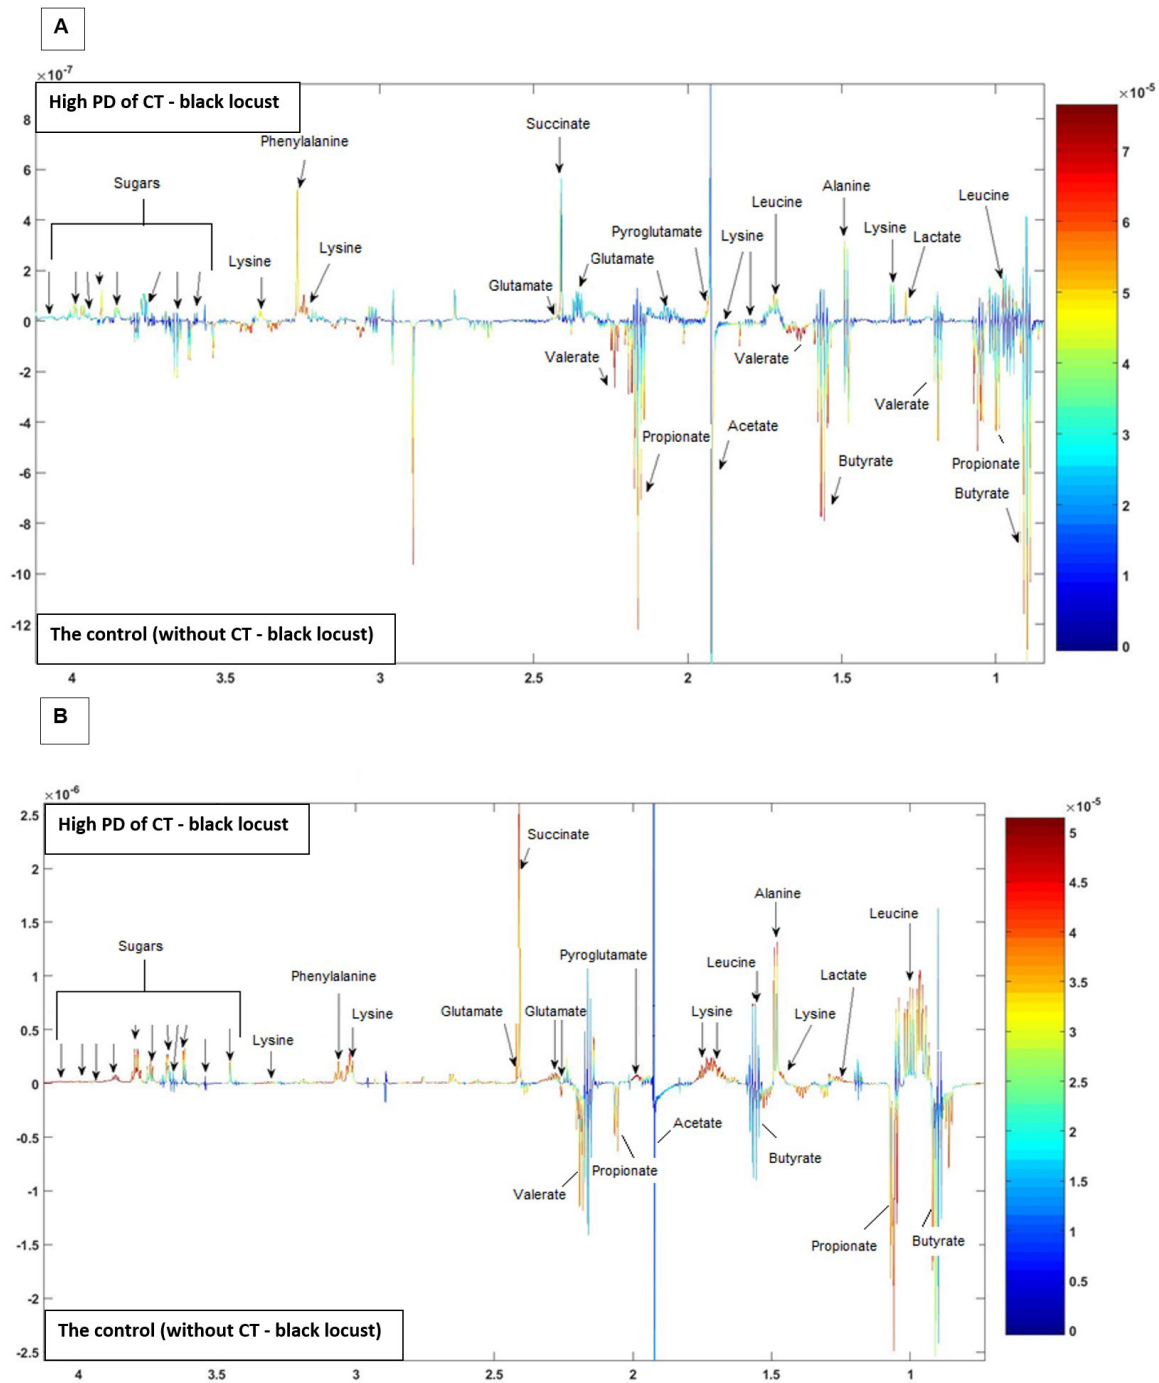 A
×10-7
High PD of CT - black locust
×10-5
8
7
Succinate
Phenylalanine
6
6
Sugars
Alanine
Leucine
Leucine
4
5
Pyroglutamate
Lysine
Lysine
Lactate
Lysine
Lysine
Glutamate
2
Glutamate
4
0
Valerate
Valerate
-2
3
Valerate
-4
Acetate
Propionate
Butyrate
Propionate
-6
2
Butyrate
-8
1
-10
-12
The control (without CT - black locust)
0
4
3.5
3
2.5
2
1.5
1
B
×10-6
2.5
High PD of CT - black locust
×10-5
5
Succinate
2
4.5
Alanine
Leucine
1.5
4
Sugars
Pyroglutamate
Leucine
Phenylalanine
Lactate
1
3.5
Glutamate
Glutamate
Lysine
Lysine
Lysine
0.5
Lysine
3
0
2.5
Acetate
-0.5
2
Butyrate
Propionate
Valerate
-1
1.5
Propionate
Butyrate
-1.5
1
-2
0.5
The control (without CT - black locust)
0
-2.5
4
3.5
3
2.5
2
1.5
1